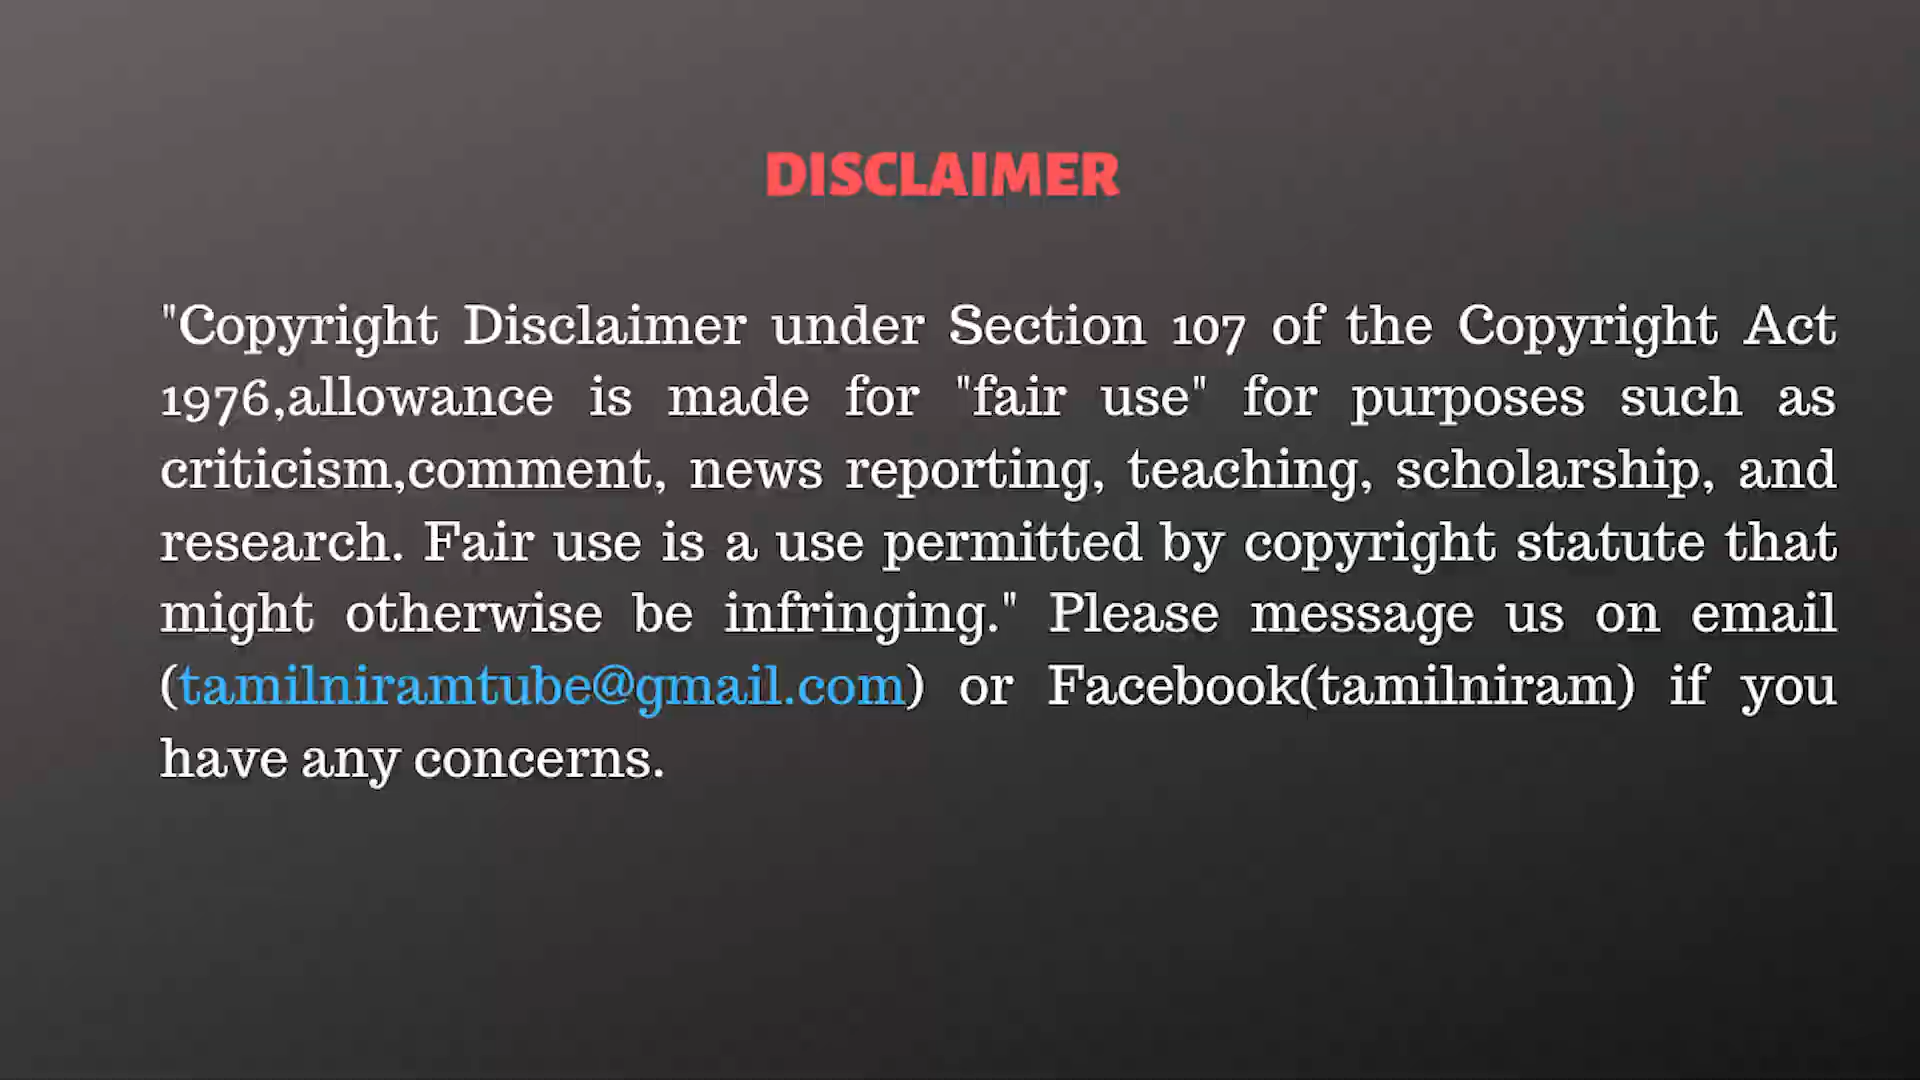 DISCLAIMER
"Copyright Disclaimer under Section 107 of the Copyright Act
1976,allowance is made for "fair use" for purposes such as
criticism,comment, news reporting, teaching, scholarship, and
research. Fair use is a use permitted by copyright statute that
might otherwise be infringing." Please message us on email
(tamilniramtube@gmail.com) or Facebook(tamilniram) if you
have any concerns.